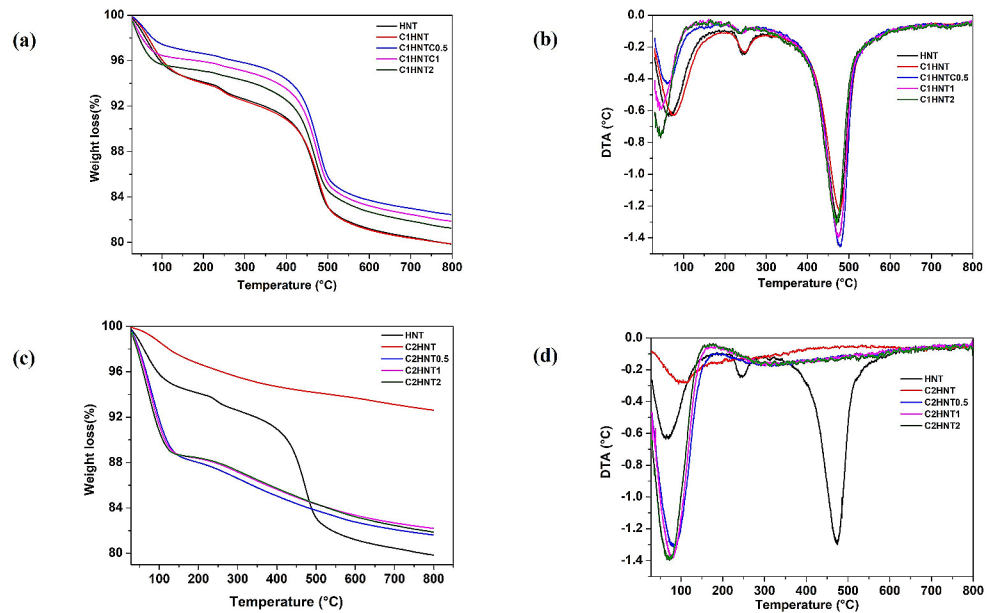 (a)
100
96
92
88
84
80
Weight loss(%)
100 200 300 400 500 600 700 800
Temperature (°C)
HNT
C1HNT
C1HNTC0.5
C1HNTC1
C1HNTC2
(b)
0.0
-0.2
-0.4
-0.6
-0.8
-1.0
-1.2
-1.4
DTA (°C)
100 200 300 400 500 600 700 800
Temperature (°C)
HNT
C1HNT
C1HNTC0.5
C1HNT1
C1HNT2
(c)
100
96
92
88
84
80
Weight loss(%)
100 200 300 400 500 600 700 800
Temperature (°C)
HNT
C2HNT
C2HNT0.5
C2HNT1
C2HNT2
(d)
0.0
-0.2
-0.4
-0.6
-0.8
-1.0
-1.2
-1.4
DTA (°C)
100 200 300 400 500 600 700 800
Temperature (°C)
HNT
C2HNT
C2HNT0.5
C2HNT1
C2HNT2